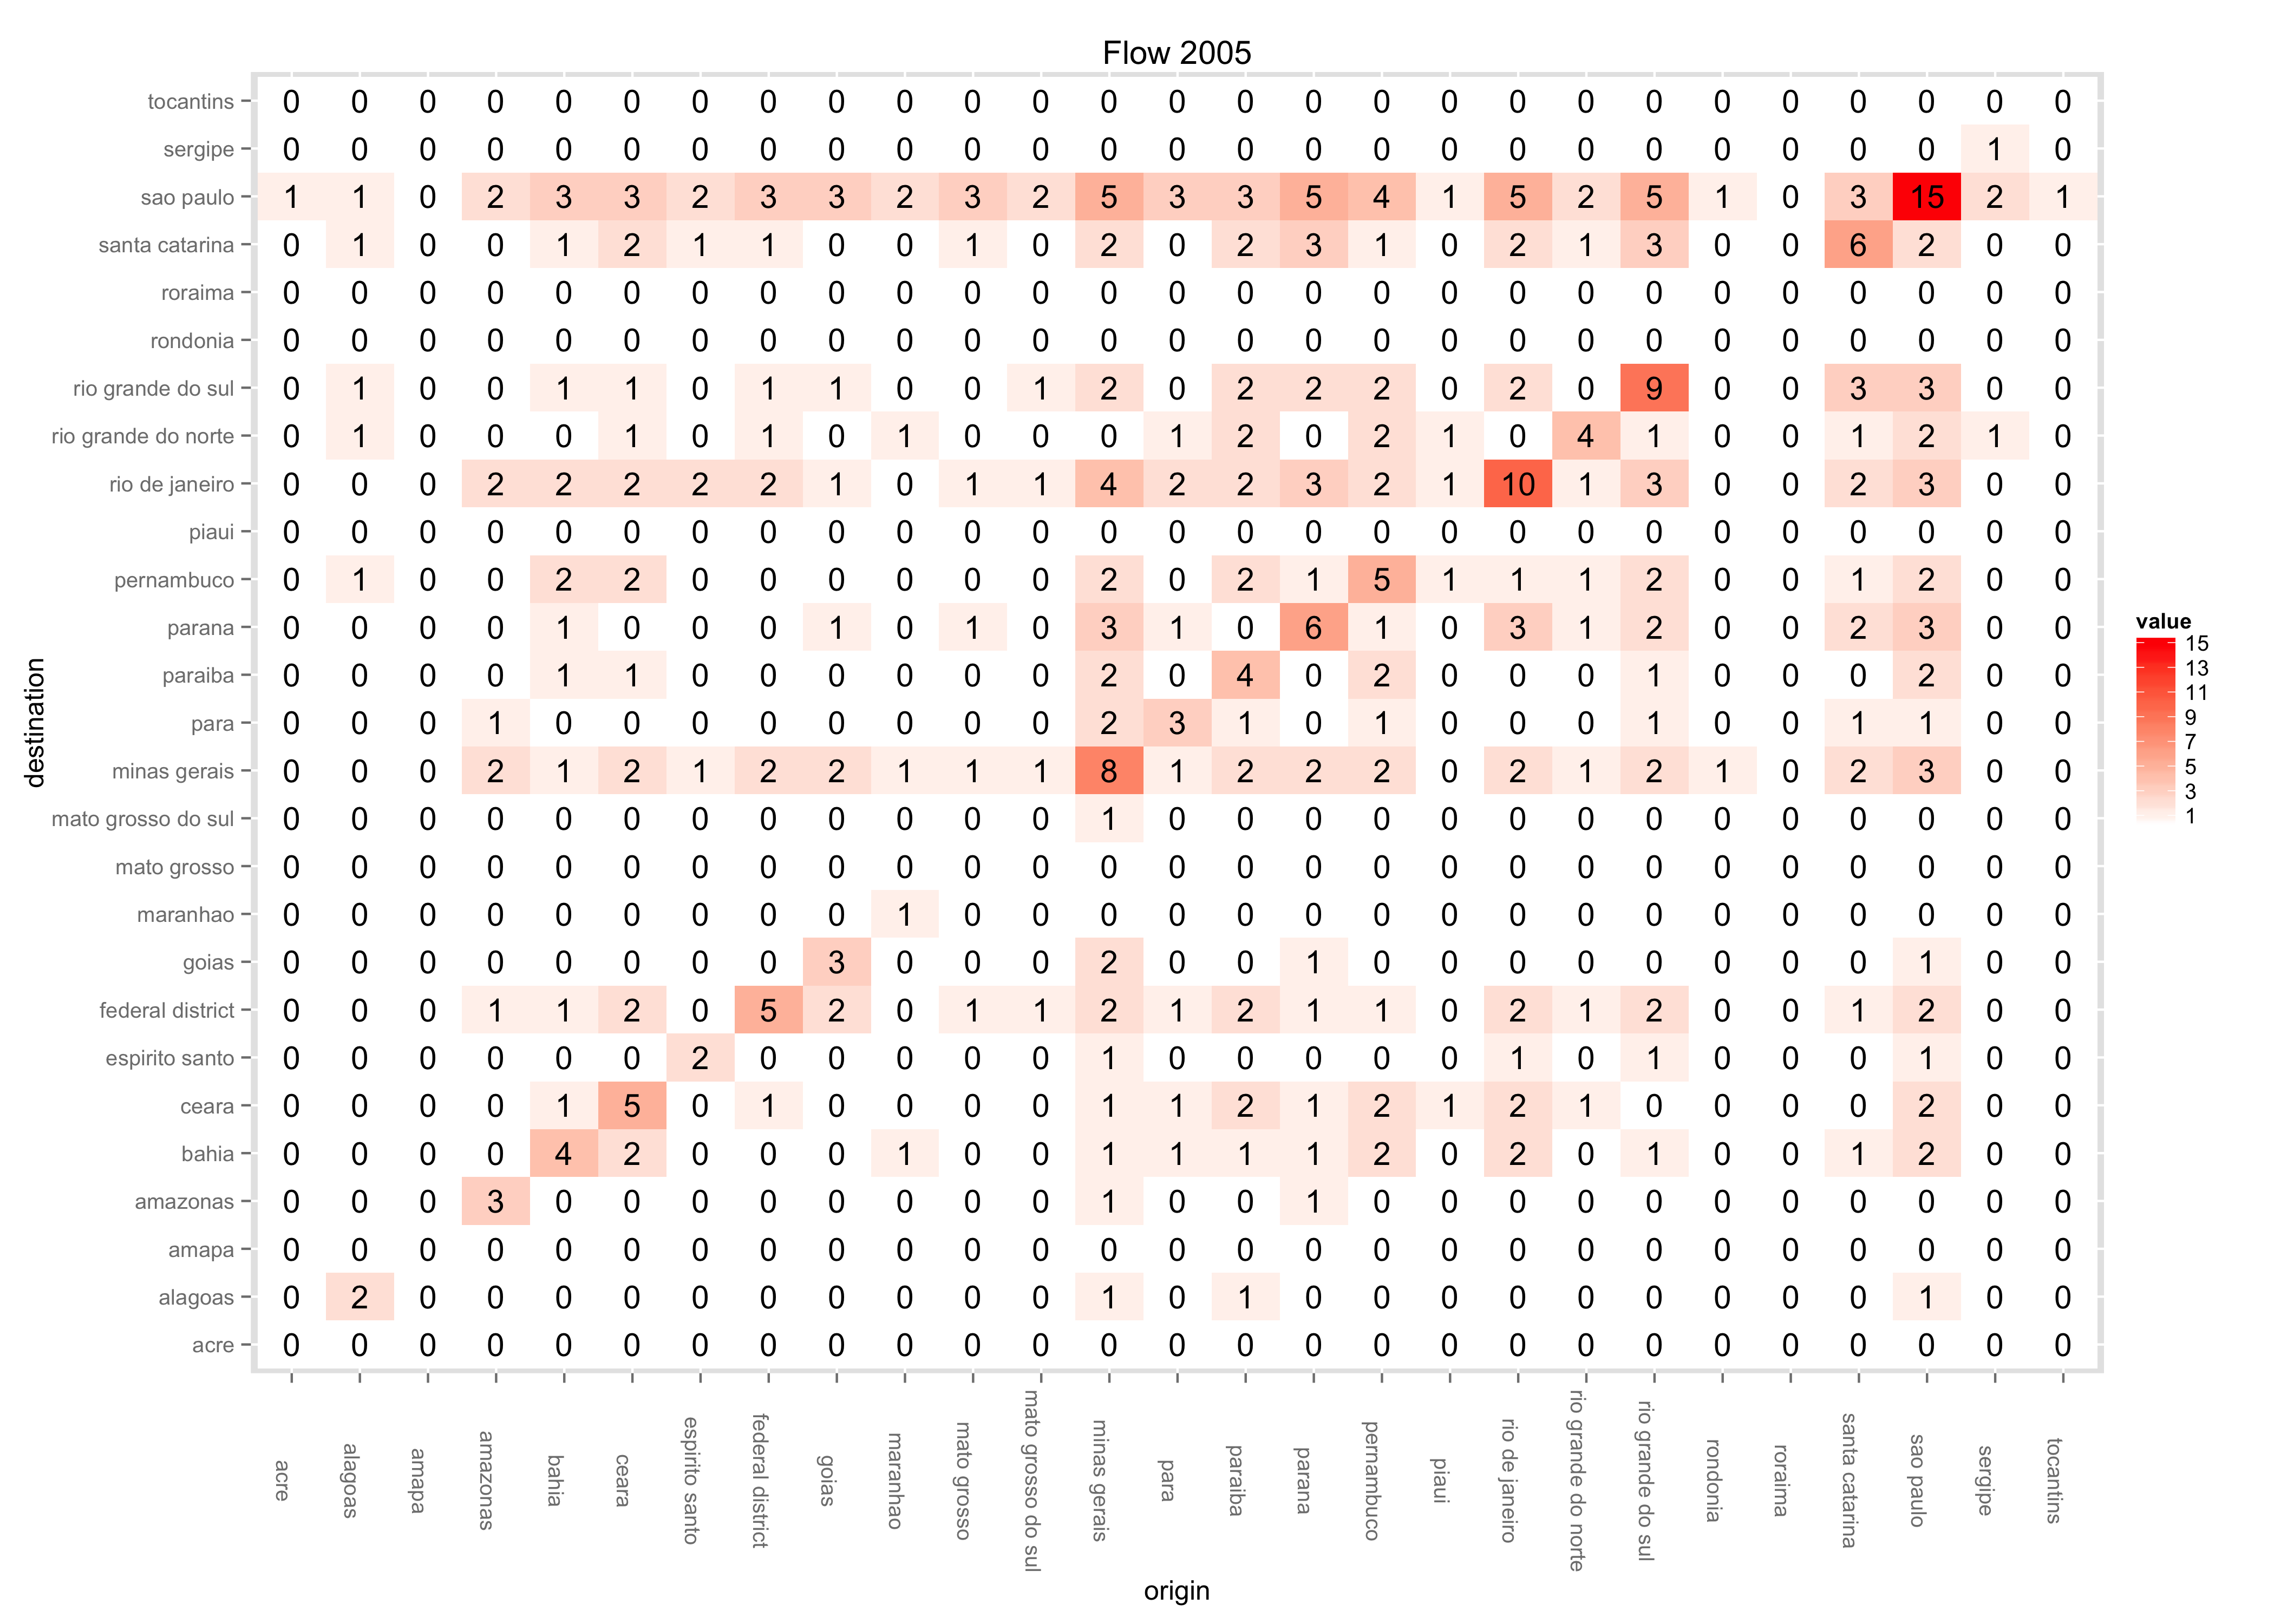 Flow 2005
tocantins 0 0 0 0 0 0 0 0 0 0 0 0 0 0 0 0 0 0 0 0 0 0 0 0 0 0 0
sergipe 0 0 0 0 0 0 0 0 0 0 0 0 0 0 0 0 0 0 0 0 0 0 0 0 0 1 0
sao paulo 1 1 0 2 3 3 2 3 3 2 3 2 5 3 3 5 4 1 5 2 5 1 0 3 15 2 1
santa catarina 0 1 0 0 1 2 1 1 0 0 1 0 2 0 2 3 1 0 2 1 3 0 0 6 2 0 0
roraima 0 0 0 0 0 0 0 0 0 0 0 0 0 0 0 0 0 0 0 0 0 0 0 0 0 0 0
rondonia 0 0 0 0 0 0 0 0 0 0 0 0 0 0 0 0 0 0 0 0 0 0 0 0 0 0 0
rio grande do sul 0 1 0 0 1 1 0 1 1 0 0 1 2 0 2 2 2 0 2 0 9 0 0 3 3 0 0
rio grande do norte 0 1 0 0 0 1 0 1 0 1 0 0 0 1 2 0 2 1 0 4 1 0 0 1 2 1 0
rio de janeiro 0 0 0 2 2 2 2 2 1 0 1 1 4 2 2 3 2 1 10 1 3 0 0 2 3 0 0
piaui 0 0 0 0 0 0 0 0 0 0 0 0 0 0 0 0 0 0 0 0 0 0 0 0 0 0 0
pernambuco 0 1 0 0 2 2 0 0 0 0 0 0 2 0 2 1 5 1 1 1 2 0 0 1 2 0 0
parana 0 0 0 0 1 0 0 0 1 0 1 0 3 1 0 6 1 0 3 1 2 0 0 2 3 0 0
paraiba 0 0 0 0 1 1 0 0 0 0 0 0 2 0 4 0 2 0 0 0 1 0 0 0 2 0 0
para 0 0 0 1 0 0 0 0 0 0 0 0 2 3 1 0 1 0 0 0 1 0 0 1 1 0 0
minas gerais 0 0 0 2 1 2 1 2 2 1 1 1 8 1 2 2 2 0 2 1 2 1 0 2 3 0 0
mato grosso do sul 0 0 0 0 0 0 0 0 0 0 0 0 1 0 0 0 0 0 0 0 0 0 0 0 0 0 0
mato grosso 0 0 0 0 0 0 0 0 0 0 0 0 0 0 0 0 0 0 0 0 0 0 0 0 0 0 0
maranhao 0 0 0 0 0 0 0 0 0 1 0 0 0 0 0 0 0 0 0 0 0 0 0 0 0 0 0
goias 0 0 0 0 0 0 0 0 3 0 0 0 2 0 0 1 0 0 0 0 0 0 0 0 1 0 0
federal district 0 0 0 1 1 2 0 5 2 0 1 1 2 1 2 1 1 0 2 1 2 0 0 1 2 0 0
espirito santo 0 0 0 0 0 0 2 0 0 0 0 0 1 0 0 0 0 0 1 0 1 0 0 0 1 0 0
ceara 0 0 0 0 1 5 0 1 0 0 0 0 1 1 2 1 2 1 2 1 0 0 0 0 2 0 0
bahia 0 0 0 0 4 2 0 0 0 1 0 0 1 1 1 1 2 0 2 0 1 0 0 1 2 0 0
amazonas 0 0 0 3 0 0 0 0 0 0 0 0 1 0 0 1 0 0 0 0 0 0 0 0 0 0 0
amapa 0 0 0 0 0 0 0 0 0 0 0 0 0 0 0 0 0 0 0 0 0 0 0 0 0 0 0
alagoas 0 2 0 0 0 0 0 0 0 0 0 0 1 0 1 0 0 0 0 0 0 0 0 0 1 0 0
acre 0 0 0 0 0 0 0 0 0 0 0 0 0 0 0 0 0 0 0 0 0 0 0 0 0 0 0
destination
acre
alagoas
amapa
amazonas
bahia
ceara
espirito santo
federal district
goias
maranhao
mato grosso
mato grosso do sul
minas gerais
para
paraiba
parana
pernambuco
piaui
rio de janeiro
rio grande do norte
rio grande do sul
rondonia
roraima
santa catarina
sao paulo
sergipe
tocantins
origin
value
15
13
11
9
7
5
3
1